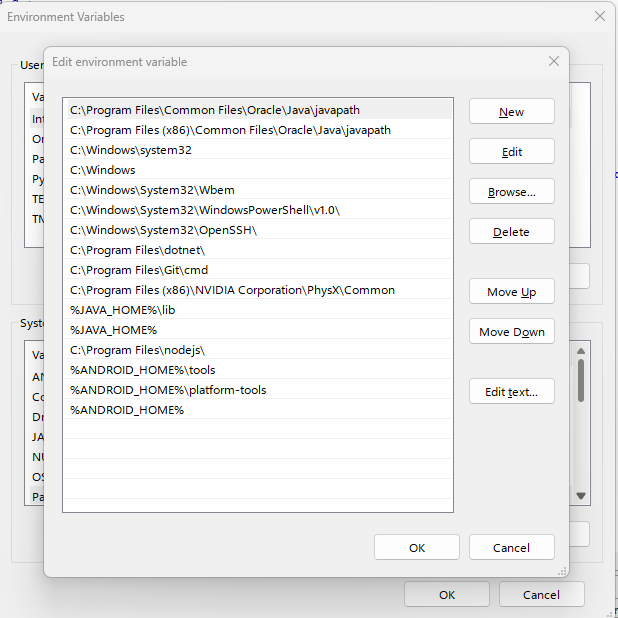 Environment Variables
Edit environment variable
User
Va
C:\Program Files\Common Files\Oracle\Java\javapath
New
Int
C:\Program Files (x86)\Common Files\Oracle\Java\javapath
Or
C:\Windows\system32
Edit
Pa
C:\Windows
Py
C:\Windows\System32\Wbem
Browse...
TE
C:\Windows\System32\WindowsPowerShell\v1.0\
TM
C:\Windows\System32\OpenSSH\
Delete
C:\Program Files\dotnet\
C:\Program Files\Git\cmd
C:\Program Files (x86)\NVIDIA Corporation\PhysX\Common
Move Up
%JAVA_HOME%\lib
Syst
%JAVA_HOME%
Move Down
Va
C:\Program Files\nodejs\
AN
%ANDROID_HOME%\tools
Co
%ANDROID_HOME%\platform-tools
Edit text...
Dr
%ANDROID_HOME%
JA
NU
OS
Pa
OK
Cancel
OK
Cancel